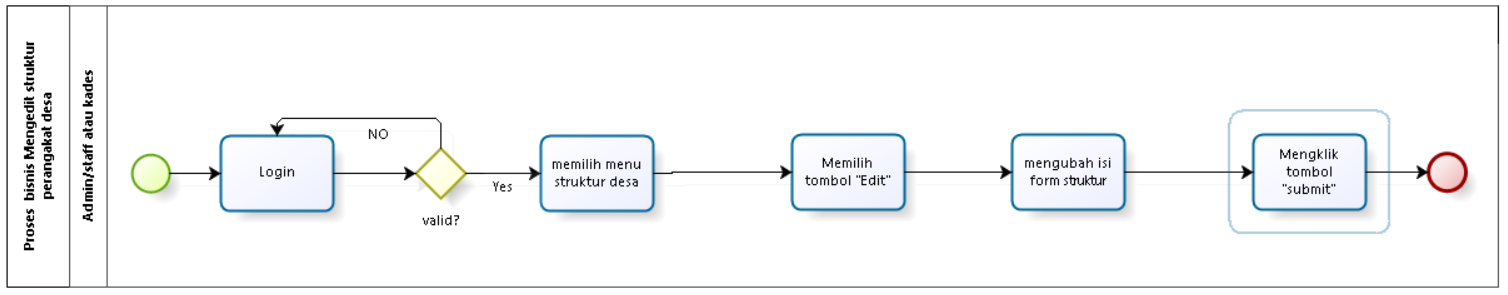 Proses bisnis Mengedit struktur
perangakat desa
Admin/staff atau kades
NO
Login
valid?
Yes
memilih menu
struktur desa
Memilih
tombol "Edit"
mengubah isi
form struktur
Mengklik
tombol
"submit"